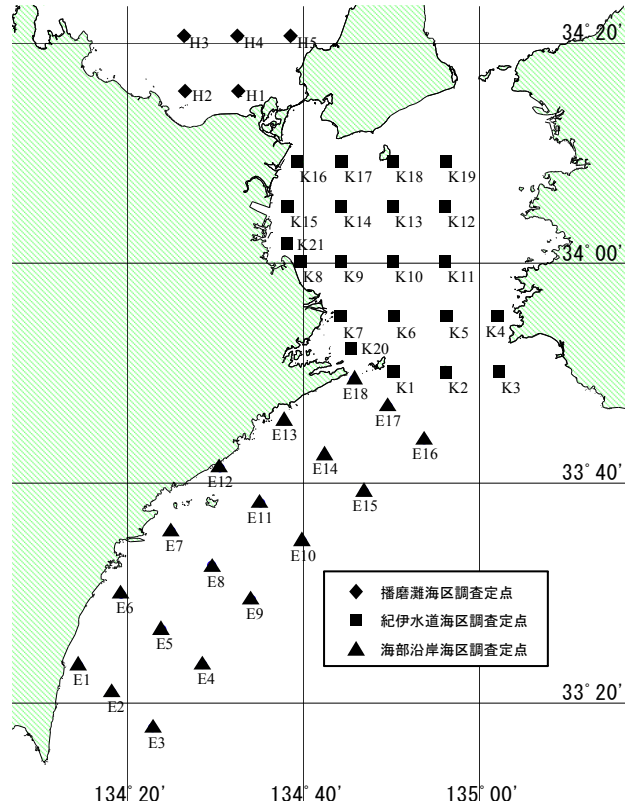 H3 H4 H5
34°20'
H2 H1
K16 K17 K18 K19
K15 K14 K13 K12
K21
34°00'
K8 K9 K10 K11
K7 K6 K5 K4
K20
K1 K2 K3
E18
E17
E13
E16
E14
E12
33°40'
E15
E11
E7
E10
E8
E6
E9
播磨灘海区調査定点
紀伊水道海区調査定点
海部沿岸海区調査定点
E5
E1
E4
E2
33°20'
E3
134°20' 134°40' 135°00'